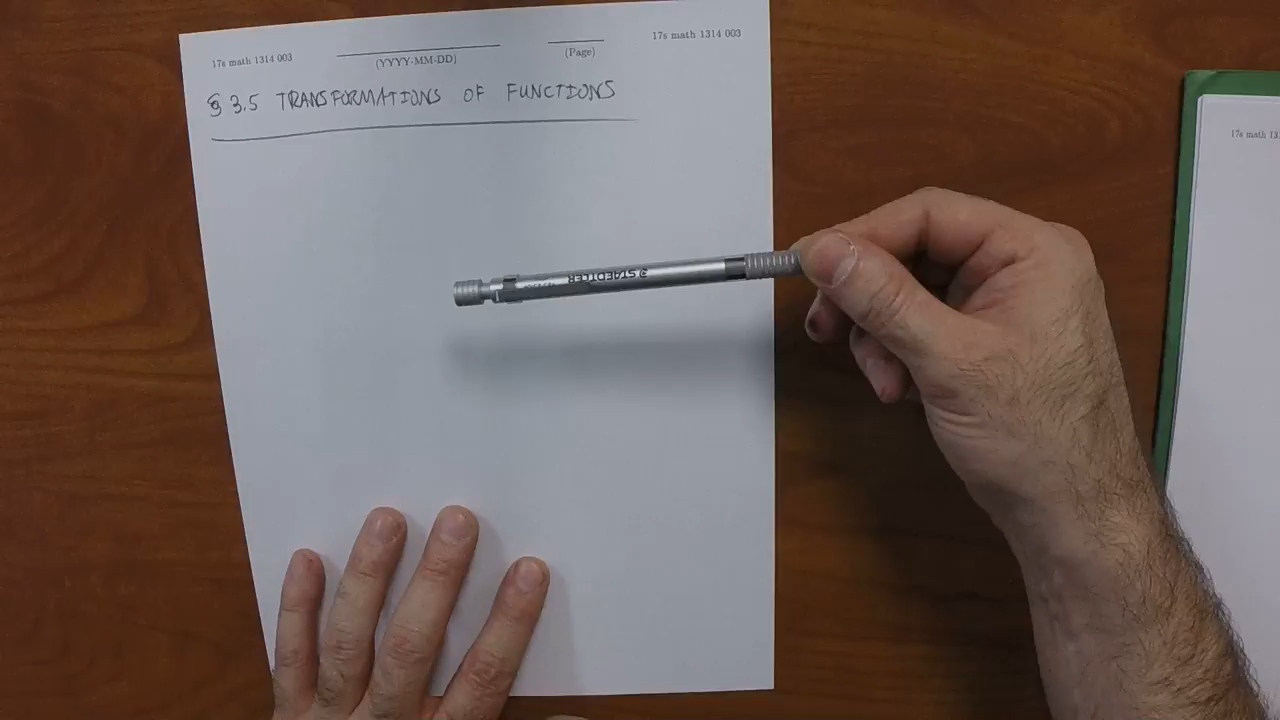 17s math 1314 003
(YYYY-MM-DD)
(Page)
17s math 1314 003
§ 3.5 TRANSFORMATIONS OF FUNCTIONS
STAEDTLER
17s math 13